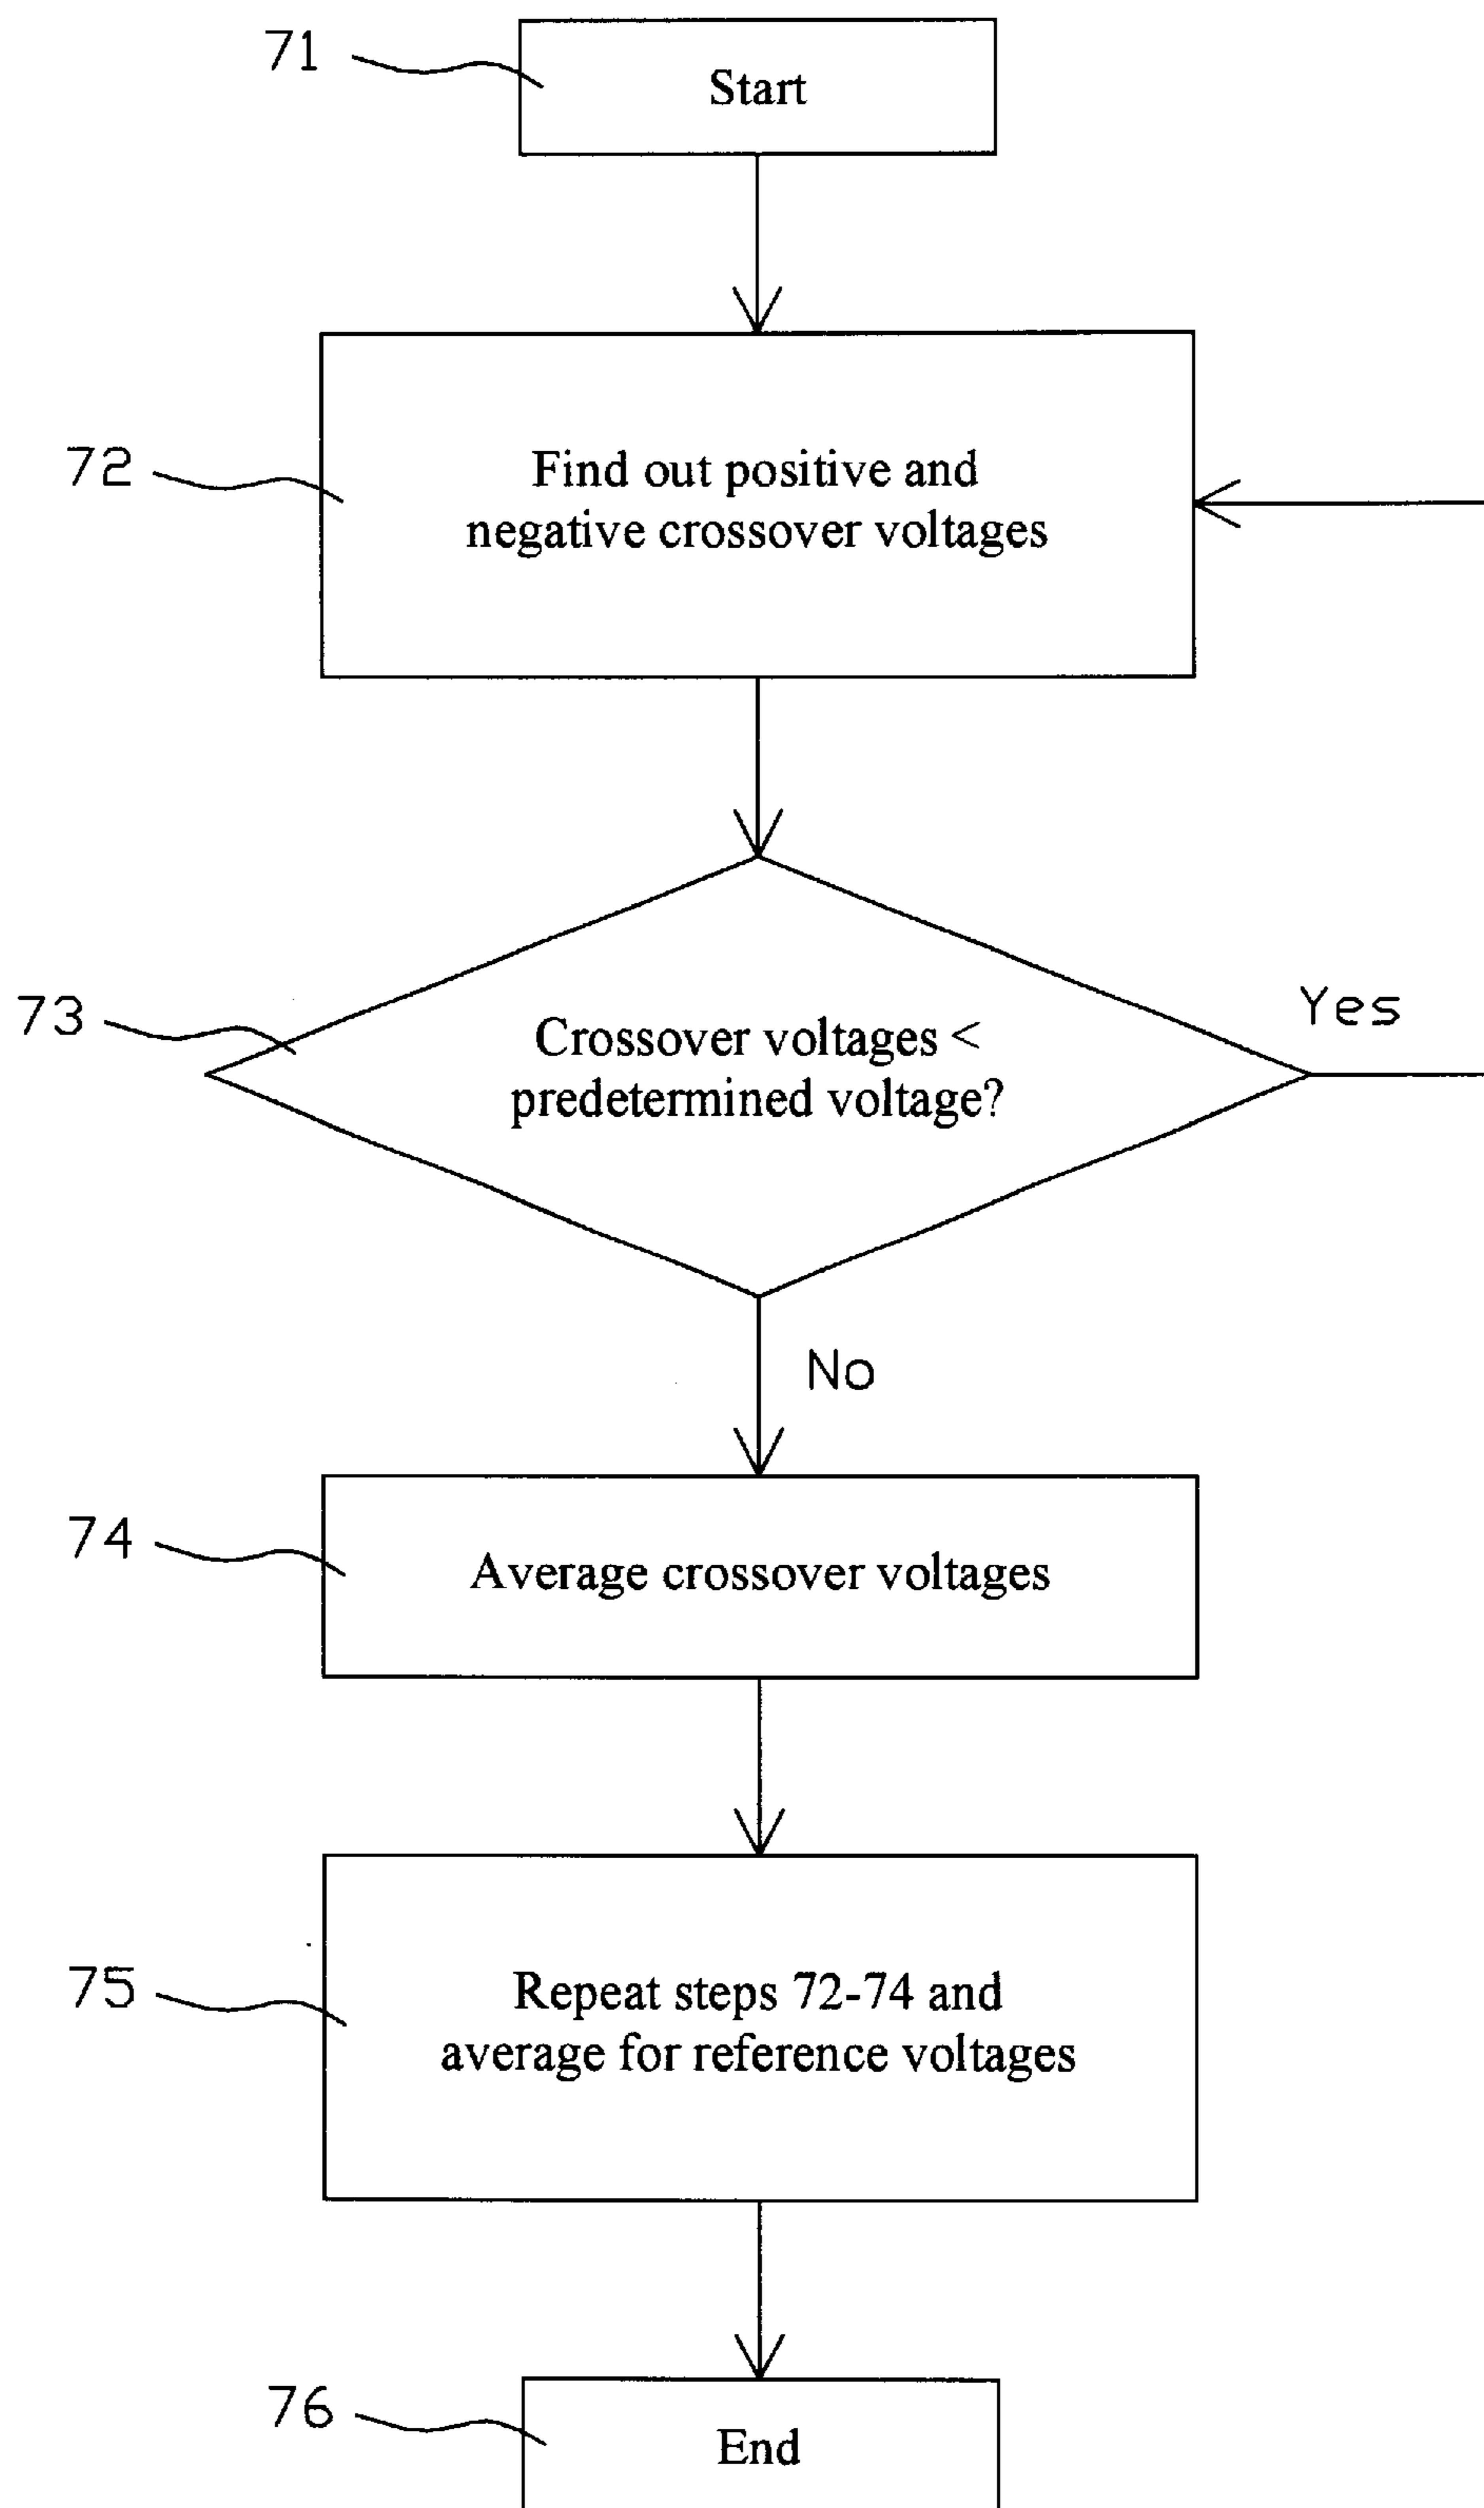 71
Start
72
Find out positive and
negative crossover voltages
73
Crossover voltages <
predetermined voltage?
Yes
No
74
Average crossover voltages
75
Repeat steps 72-74 and
average for reference voltages
76
End